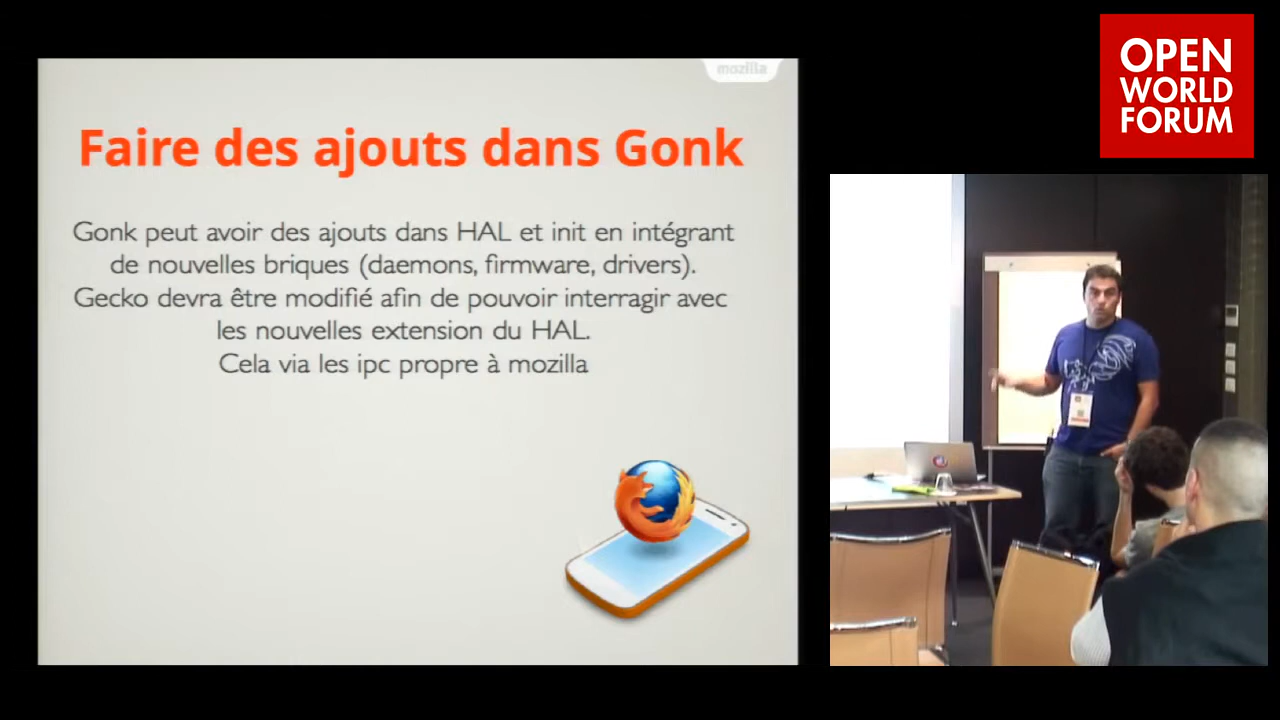 mozilla
Faire des ajouts dans Gonk
Gonk peut avoir des ajouts dans HAL et init en intégrant
de nouvelles briques (daemons, firmware, drivers).
Gecko devra être modifié afin de pouvoir interragir avec
les nouvelles extension du HAL.
Cela via les ipc propre à mozilla
OPEN
WORLD
FORUM